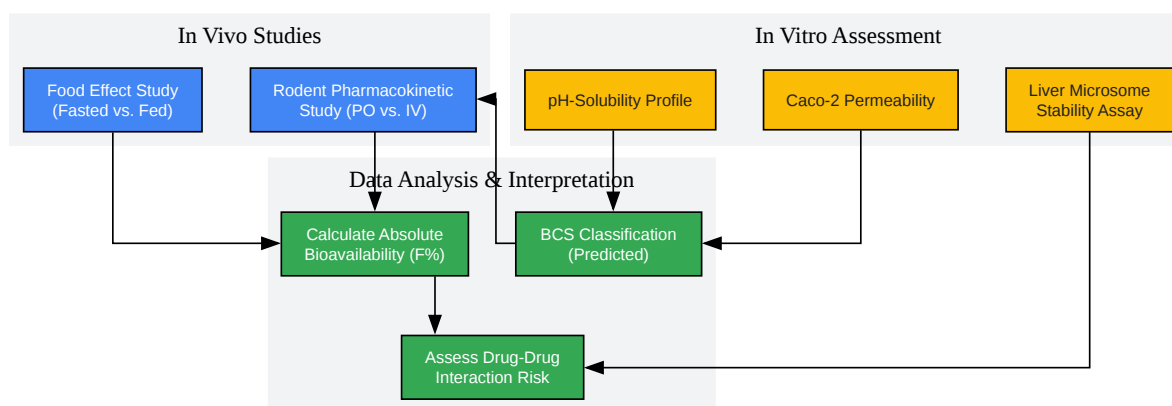 In Vivo Studies
Food Effect Study
(Fasted vs. Fed)
Rodent Pharmacokinetic
Study (PO vs. IV)
In Vitro Assessment
pH-Solubility Profile
Caco-2 Permeability
Liver Microsome
Stability Assay
Data Analysis & Interpretation
Calculate Absolute
Bioavailability (F%)
BCS Classification
(Predicted)
Assess Drug-Drug
Interaction Risk